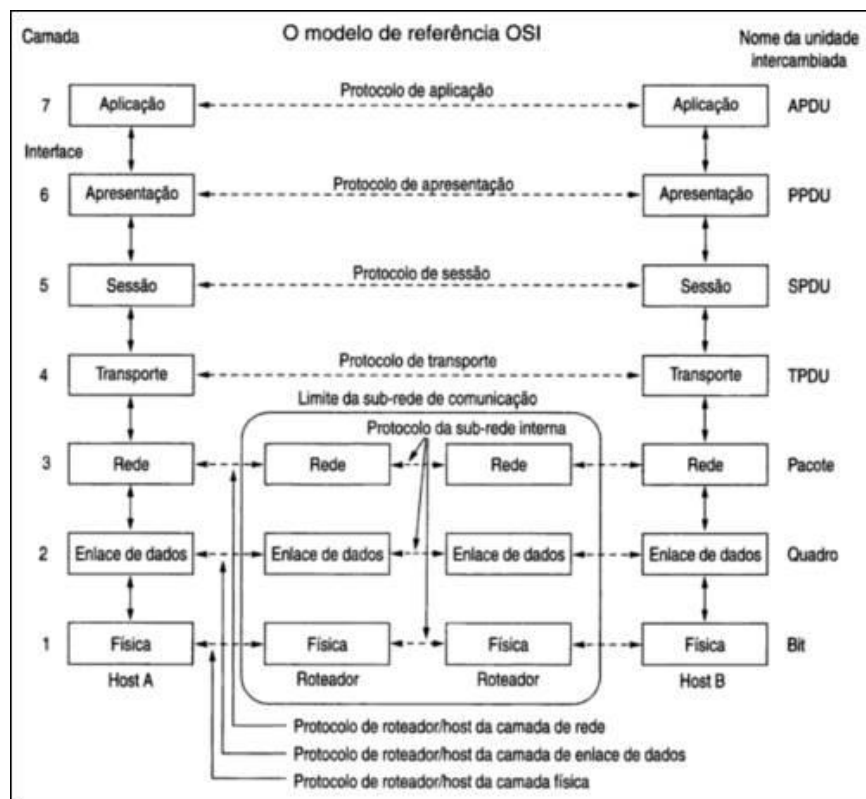 Camada
O modelo de referência OSI
Nome da unidade
intercambiada
7 Aplicação Protocolo de aplicação Aplicação APDU
Interface
6 Apresentação Protocolo de apresentação Apresentação PPDU
5 Sessão Protocolo de sessão Sessão SPDU
4 Transporte Protocolo de transporte Transporte TPDU
Limite da sub-rede de comunicação
Protocolo da sub-rede interna
3 Rede Rede Rede Rede Pacote
2 Enlace de dados Enlace de dados Enlace de dados Enlace de dados Quadro
1 Física Física Física Física Bit
Host A Roteador Roteador Host B
Protocolo de roteador/host da camada de rede
Protocolo de roteador/host da camada de enlace de dados
Protocolo de roteador/host da camada física